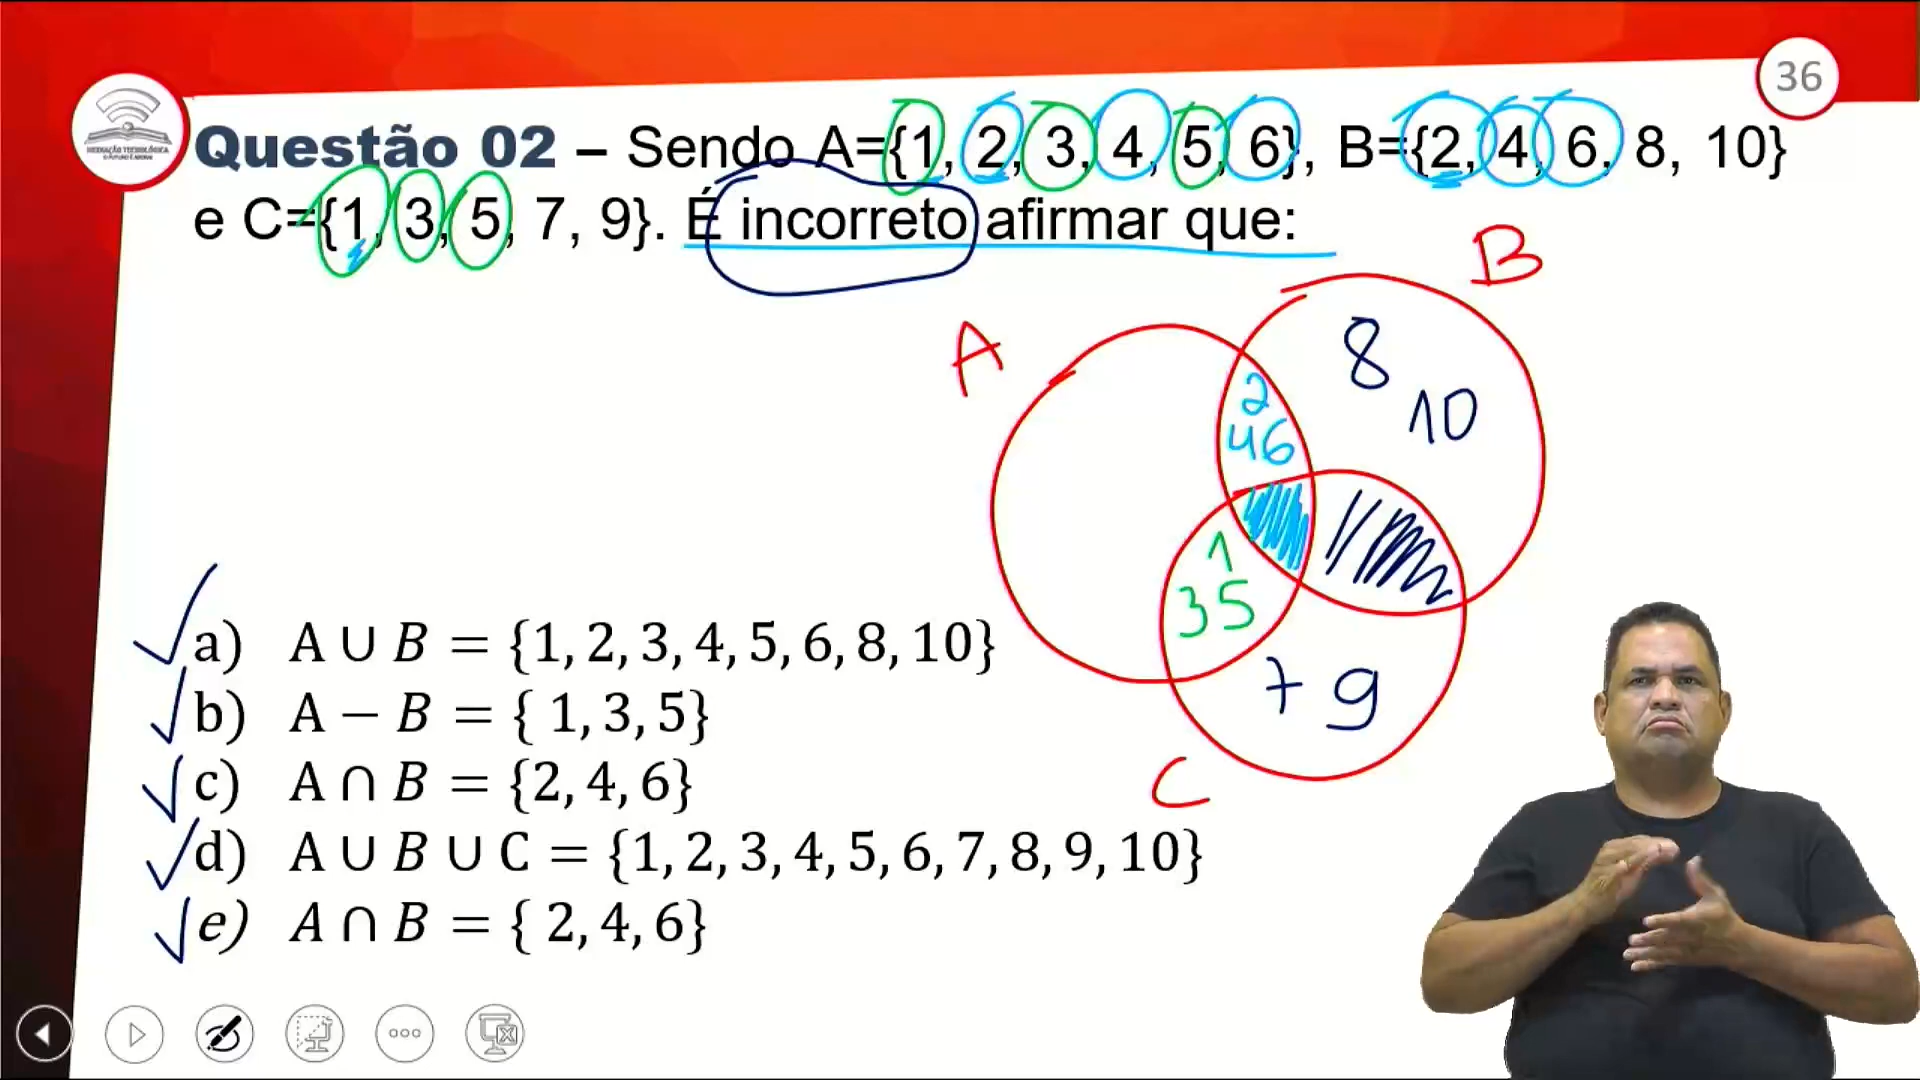 36
Questão 02 – Sendo A={1, 2, 3, 4, 5, 6}, B={2, 4, 6, 8, 10}
e C={1, 3, 5, 7, 9}. É incorreto afirmar que:
B
A
8
10
2
46
1
35
7 9
C
a) A ∪ B = {1, 2, 3, 4, 5, 6, 8, 10}
b) A − B = { 1, 3, 5}
c) A ∩ B = {2, 4, 6}
d) A ∪ B ∪ C = {1, 2, 3, 4, 5, 6, 7, 8, 9, 10}
e) A ∩ B = { 2, 4, 6}
MEDIAÇÃO TECNOLÓGICA